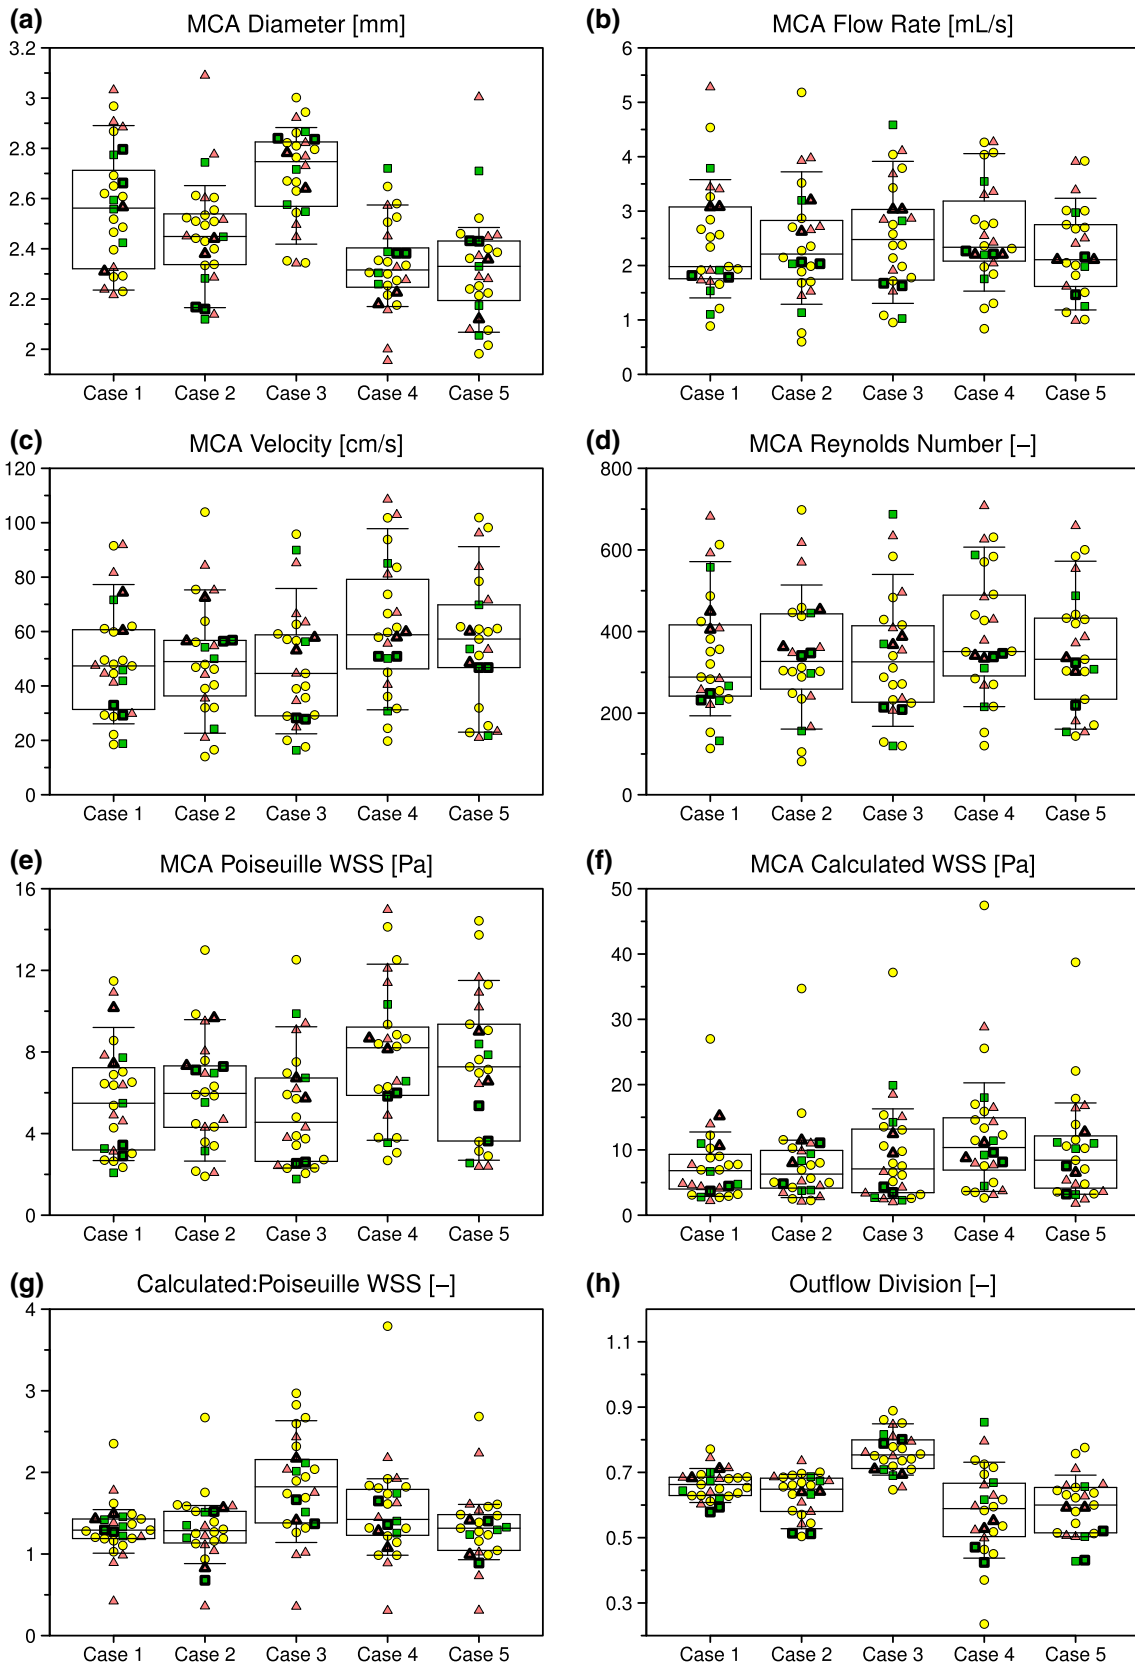 (a) MCA Diameter [mm]
3.2
3
2.8
2.6
2.4
2.2
2
Case 1 Case 2 Case 3 Case 4 Case 5
(b) MCA Flow Rate [mL/s]
6
5
4
3
2
1
0
Case 1 Case 2 Case 3 Case 4 Case 5
(c) MCA Velocity [cm/s]
120
100
80
60
40
20
0
Case 1 Case 2 Case 3 Case 4 Case 5
(d) MCA Reynolds Number [–]
800
600
400
200
0
Case 1 Case 2 Case 3 Case 4 Case 5
(e) MCA Poiseuille WSS [Pa]
16
12
8
4
0
Case 1 Case 2 Case 3 Case 4 Case 5
(f) MCA Calculated WSS [Pa]
50
40
30
20
10
0
Case 1 Case 2 Case 3 Case 4 Case 5
(g) Calculated:Poiseuille WSS [–]
4
3
2
1
0
Case 1 Case 2 Case 3 Case 4 Case 5
(h) Outflow Division [–]
1.1
0.9
0.7
0.5
0.3
Case 1 Case 2 Case 3 Case 4 Case 5